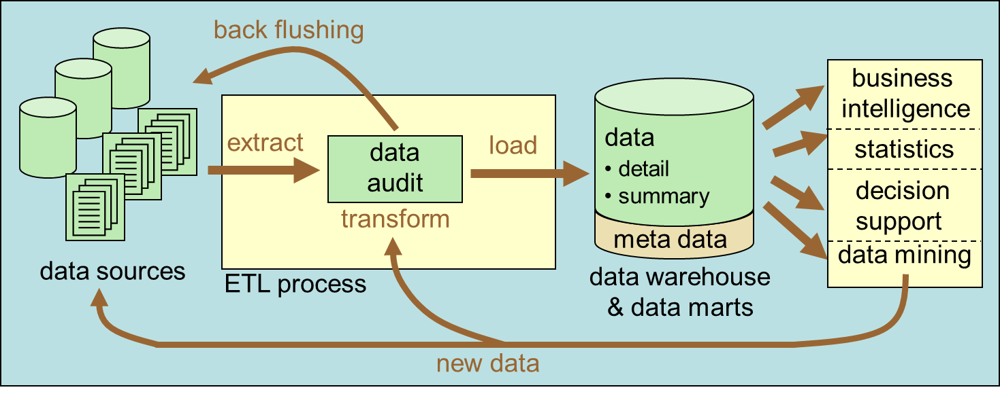 back flushing
data sources
extract
data
audit
transform
load
ETL process
data
• detail
• summary
meta data
data warehouse
& data marts
business
intelligence
statistics
decision
support
data mining
new data